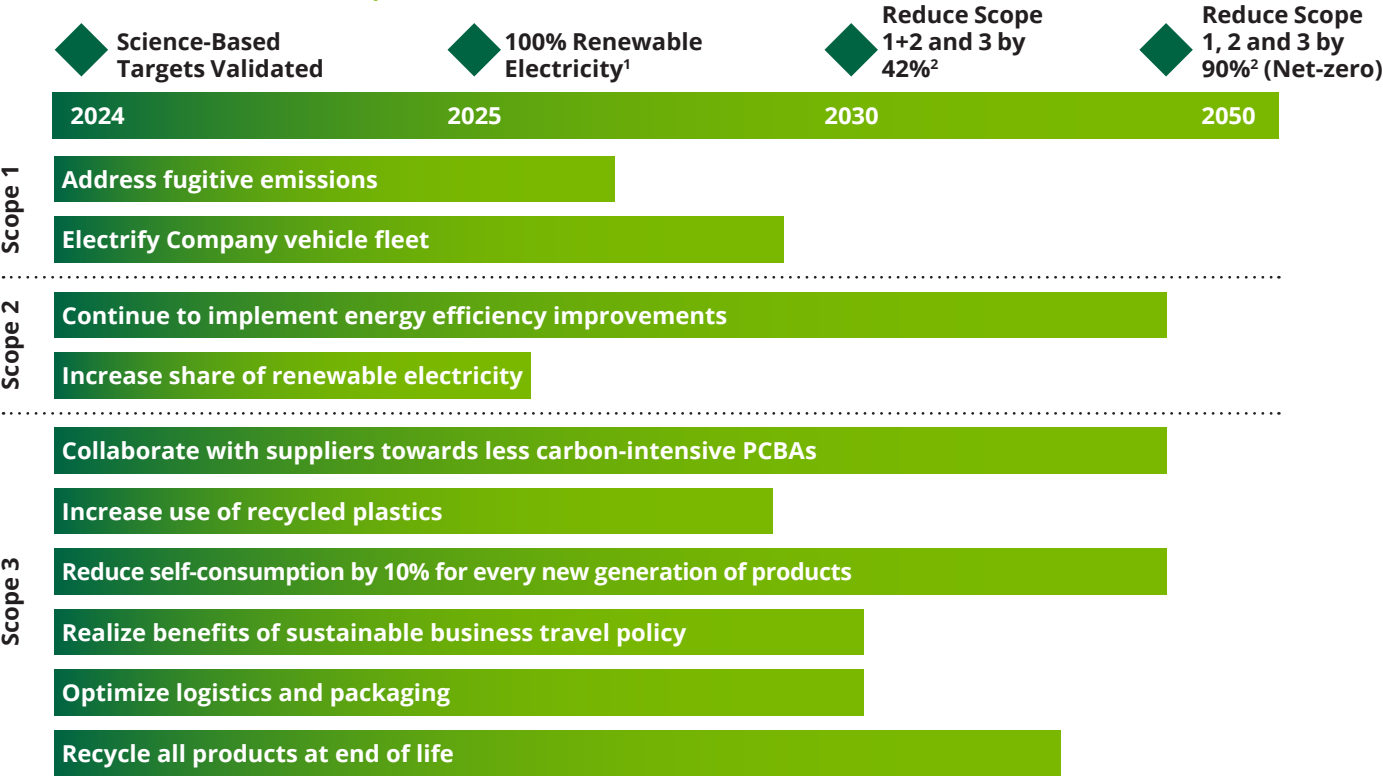 Science-Based
Targets Validated
100% Renewable
Electricity¹
Reduce Scope
1+2 and 3 by
42%²
Reduce Scope
1, 2 and 3 by
90%² (Net-zero)
2024
2025
2030
2050
Scope 1
Address fugitive emissions
Electrify Company vehicle fleet
Scope 2
Continue to implement energy efficiency improvements
Increase share of renewable electricity
Scope 3
Collaborate with suppliers towards less carbon-intensive PCBAs
Increase use of recycled plastics
Reduce self-consumption by 10% for every new generation of products
Realize benefits of sustainable business travel policy
Optimize logistics and packaging
Recycle all products at end of life